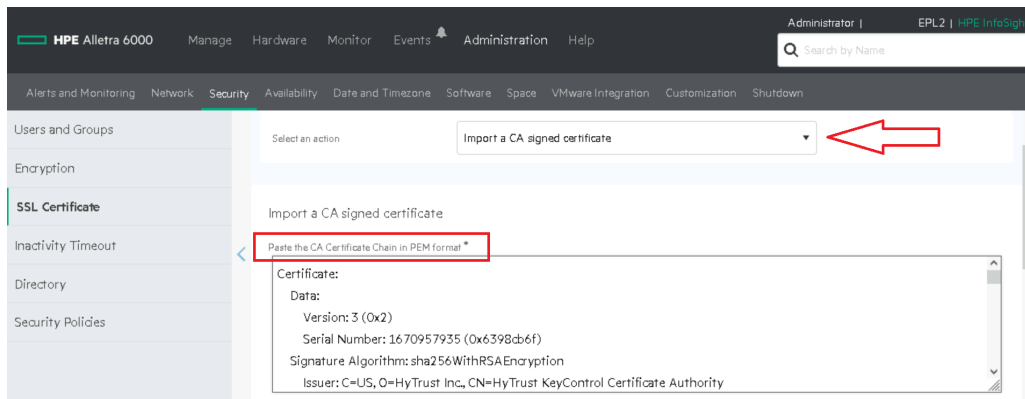 Administrator | EPL2 | HPE InfoSigh
HPE Alletra 6000 Manage Hardware Monitor Events Administration Help
Search by Name
Alerts and Monitoring Network Security Availability Date and Timezone Software Space VMware Integration Customization Shutdown
Users and Groups
Encryption
SSL Certificate
Inactivity Timeout
Directory
Security Policies
Select an action Import a CA signed certificate
Import a CA signed certificate
Paste the CA Certificate Chain in PEM format *
Certificate:
Data:
Version: 3 (0x2)
Serial Number: 1670957935 (0x6398cb6f)
Signature Algorithm: sha256WithRSAEncryption
Issuer: C=US, O=HyTrust Inc., CN=HyTrust KeyControl Certificate Authority